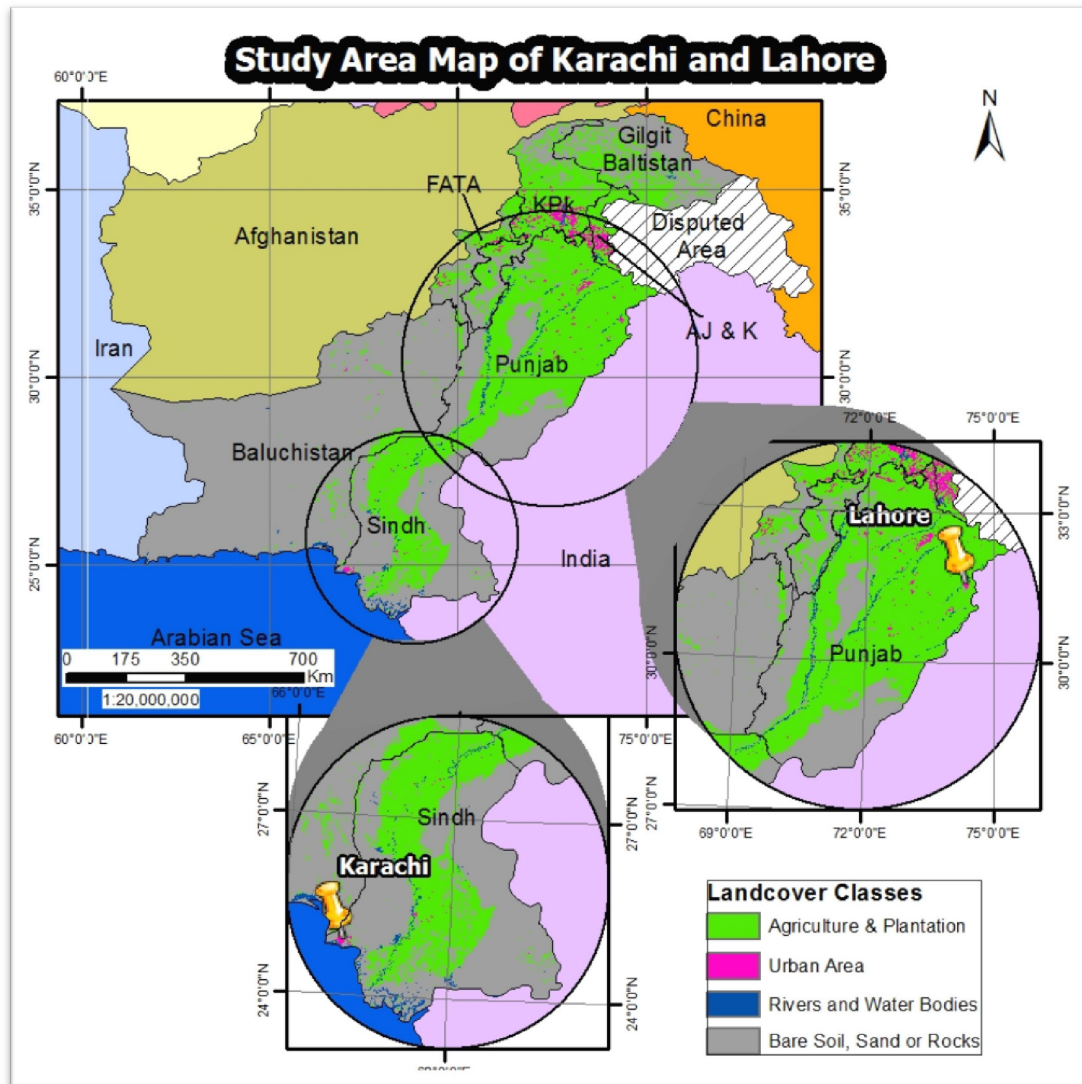 Study Area Map of Karachi and Lahore
60°0'0"E
N
China
Gilgit
Baltistan
35°0'0"N
35°0'0"N
FATA
KPk
Disputed
Area
Afghanistan
Iran
AJ & K
Punjab
30°0'0"N
30°0'0"N
72°0'0"E
75°0'0"E
Baluchistan
Lahore
33°0'0"N
Sindh
India
25°0'0"N
Arabian Sea
0 175 350 700
Km
1:20,000,000
66°0'0"E
Punjab
30°0'0"N
30°0'0"N
60°0'0"E
65°0'0"E
75°0'0"E
27°0'0"N
27°0'0"N
69°0'0"E
72°0'0"E
75°0'0"E
27°0'0"N
27°0'0"N
Sindh
Karachi
24°0'0"N
24°0'0"N
Landcover Classes
Agriculture & Plantation
Urban Area
Rivers and Water Bodies
Bare Soil, Sand or Rocks